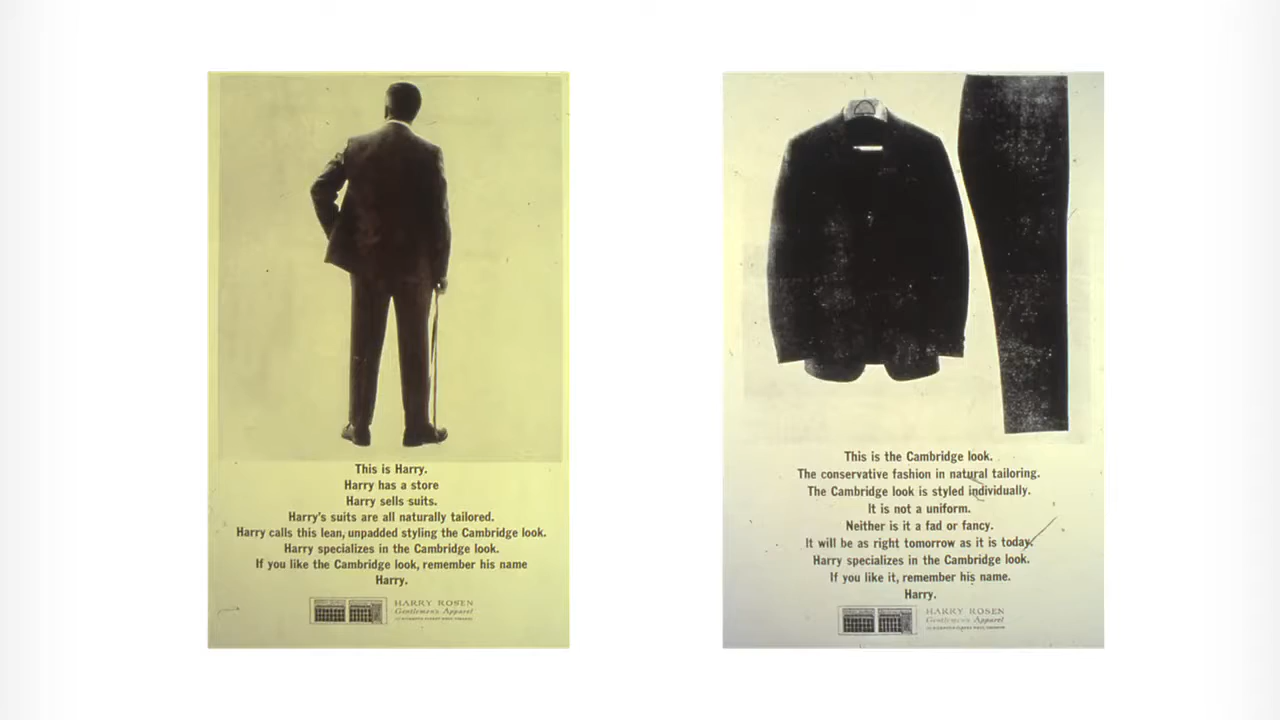 This is Harry.
Harry has a store
Harry sells suits.
Harry's suits are all naturally tailored.
Harry calls this lean, unpadded styling the Cambridge look.
Harry specializes in the Cambridge look.
If you like the Cambridge look, remember his name
Harry.
HARRY ROSEN
Gentlemen's Apparel
This is the Cambridge look.
The conservative fashion in natural tailoring.
The Cambridge look is styled individually.
It is not a uniform.
Neither is it a fad or fancy.
It will be as right tomorrow as it is today.
Harry specializes in the Cambridge look.
If you like it, remember his name.
Harry.
HARRY ROSEN
Gentlemen's Apparel